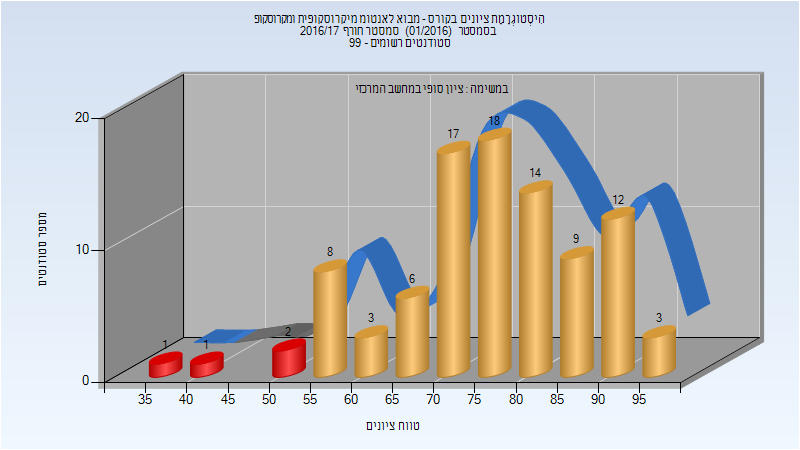 היסטוגרמת ציונים בקורס - מבוא לאנטומ מיקרוסקופית ומקרוסקופ
בסמסטר (01/2016) סמסטר חורף 2016/17
סטודנטים רשומים - 99
במשימה : ציון סופי במחשב המרכזי
20
10
0
מספר סטודנטים
1
1
2
8
3
6
17
18
14
9
12
3
35 40 45 50 55 60 65 70 75 80 85 90 95
טווח ציונים